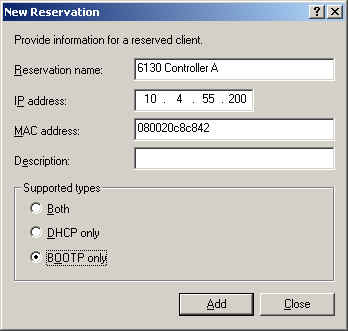 New Reservation
Provide information for a reserved client.
Reservation name: 6130 Controller A
IP address: 10 . 4 . 55 . 200
MAC address: 080020c8c842
Description:
Supported types
Both
DHCP only
BOOTP only
Add Close